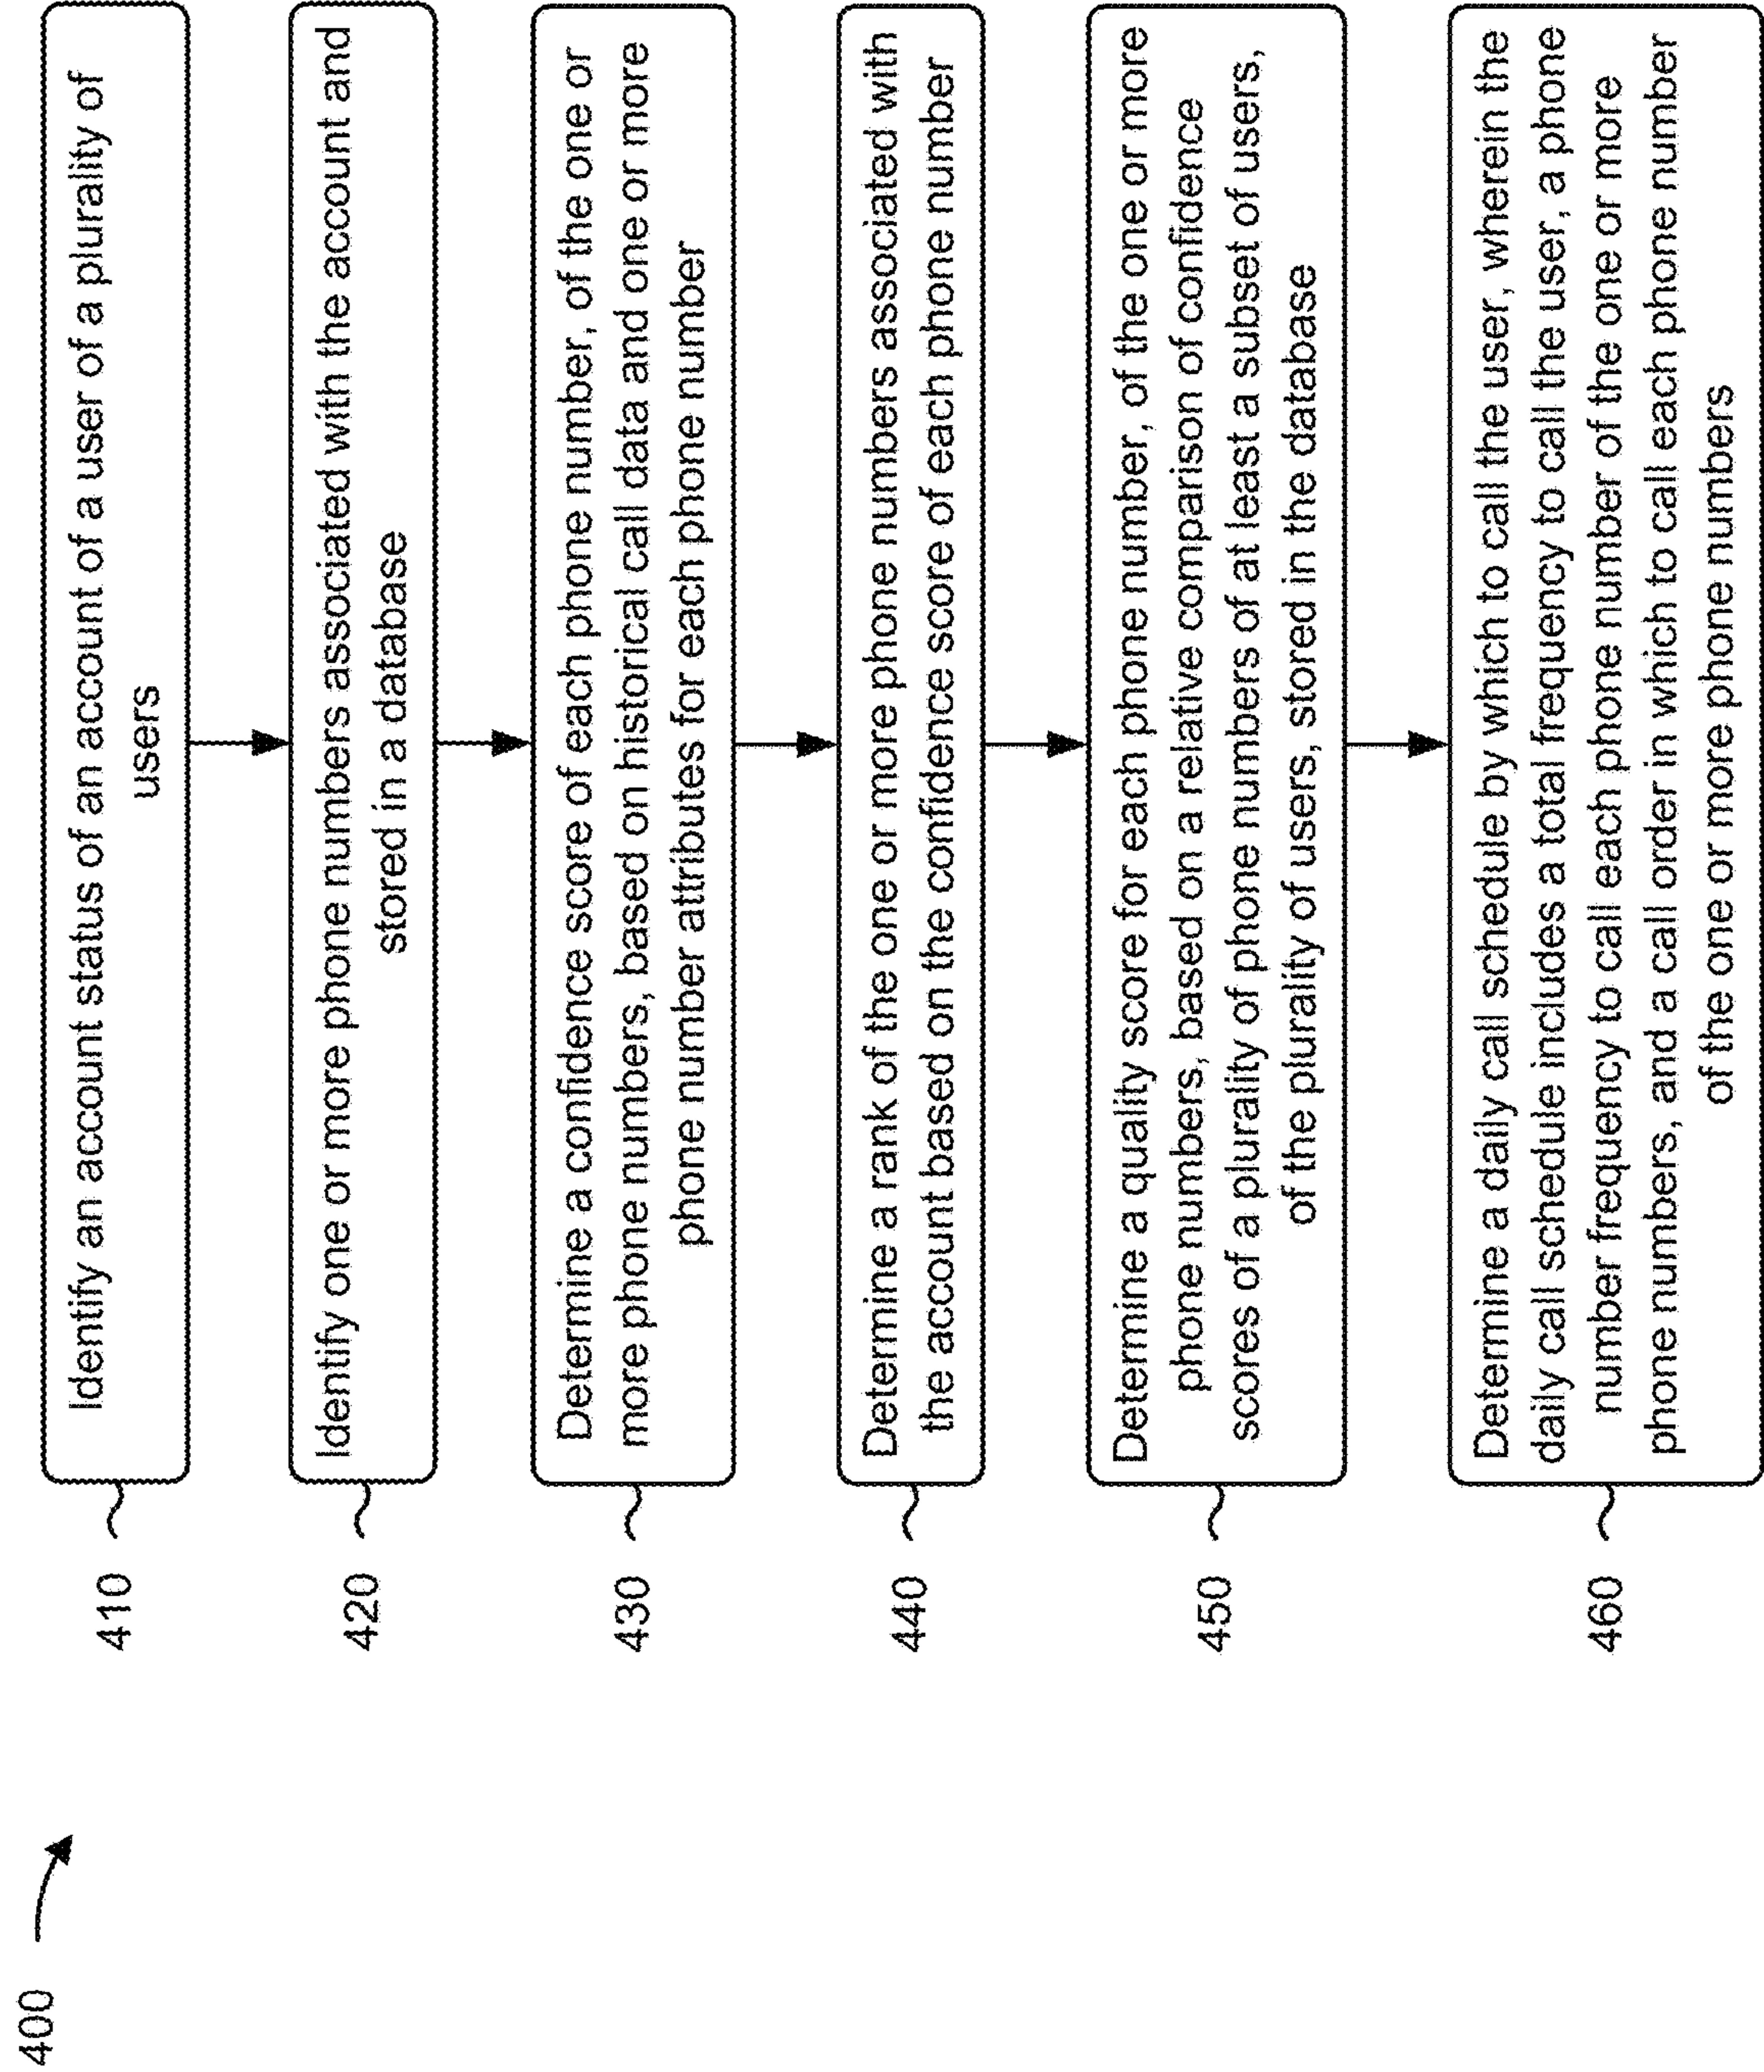 400
410
Identify an account status of an account of a user of a plurality of
users
420
Identify one or more phone numbers associated with the account and
stored in a database
430
Determine a confidence score of each phone number, of the one or
more phone numbers, based on historical call data and one or more
phone number attributes for each phone number
440
Determine a rank of the one or more phone numbers associated with
the account based on the confidence score of each phone number
450
Determine a quality score for each phone number, of the one or more
phone numbers, based on a relative comparison of confidence
scores of a plurality of phone numbers of at least a subset of users,
of the plurality of users, stored in the database
460
Determine a daily call schedule by which to call the user, wherein the
daily call schedule includes a total frequency to call the user, a phone
number frequency to call each phone number of the one or more
phone numbers, and a call order in which to call each phone number
of the one or more phone numbers